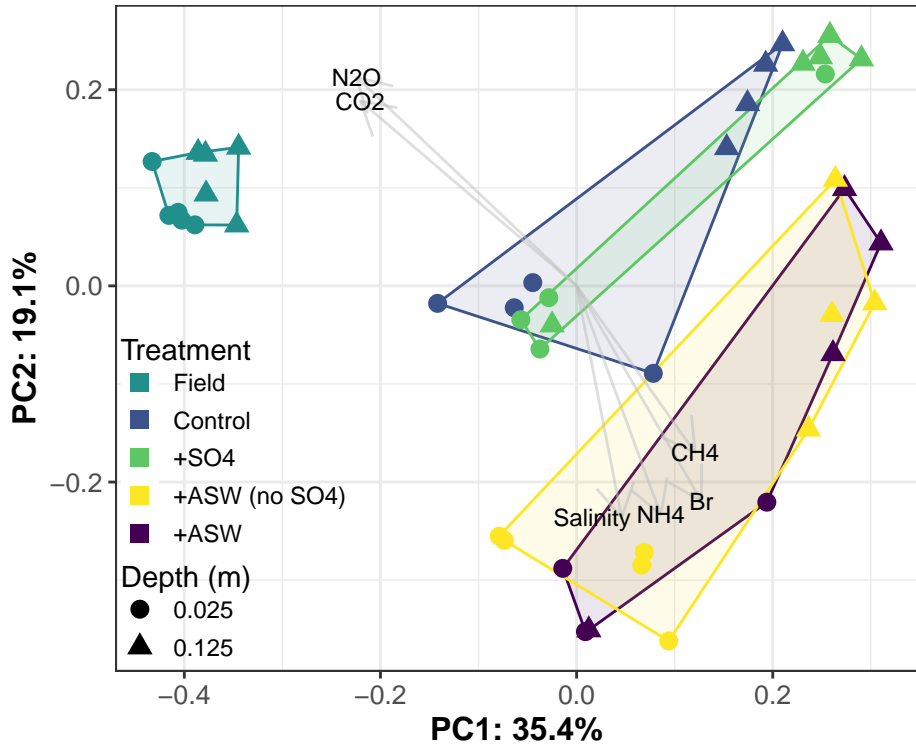 N2O
CO2
0.2
0.0
−0.2
PC2: 19.1%
Treatment
Field
Control
+SO4
+ASW (no SO4)
+ASW
Depth (m)
0.025
0.125
CH4
Br
NH4
Salinity
−0.4
−0.2
0.0
0.2
PC1: 35.4%